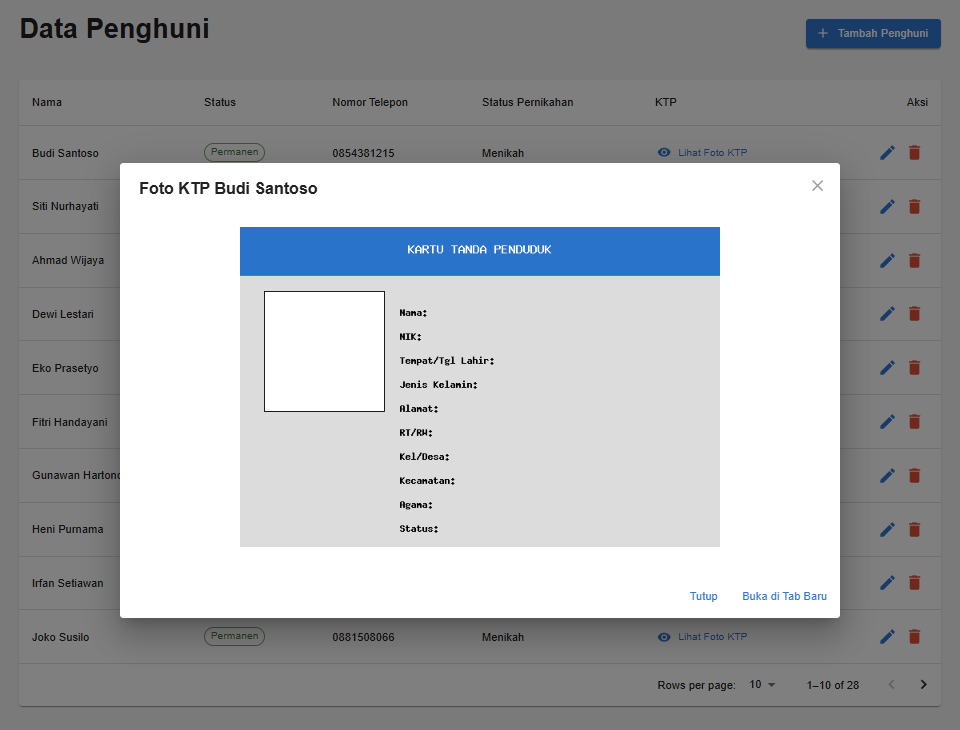 Data Penghuni
+ Tambah Penghuni
Nama Status Nomor Telepon Status Pernikahan KTP Aksi
Budi Santoso Permanen 0854381215 Menikah Lihat Foto KTP
Siti Nurhayati
Ahmad Wijaya
Dewi Lestari
Eko Prasetyo
Fitri Handayani
Gunawan Hartono
Heni Purnama
Irfan Setiawan
Joko Susilo Permanen 0881508066 Menikah Lihat Foto KTP
Rows per page: 10 1–10 of 28
Foto KTP Budi Santoso
KARTU TANDA PENDUDUK
Nama:
NIK:
Tempat/Tgl Lahir:
Jenis Kelamin:
Alamat:
RT/RW:
Kel/Desa:
Kecamatan:
Agama:
Status:
Tutup Buka di Tab Baru